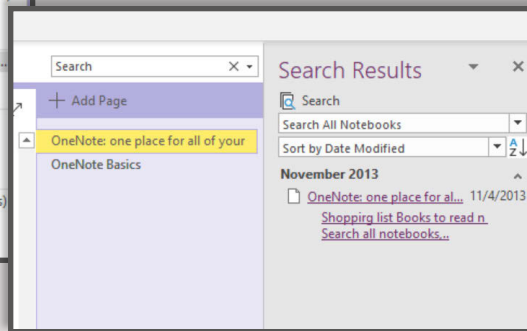 Search
Add Page
OneNote: one place for all of your
OneNote Basics
s)
Search Results
Search
Search All Notebooks
Sort by Date Modified
A
Z
November 2013
OneNote: one place for al... 11/4/2013
Shoppirg list Books to read n
Search all notebooks,..